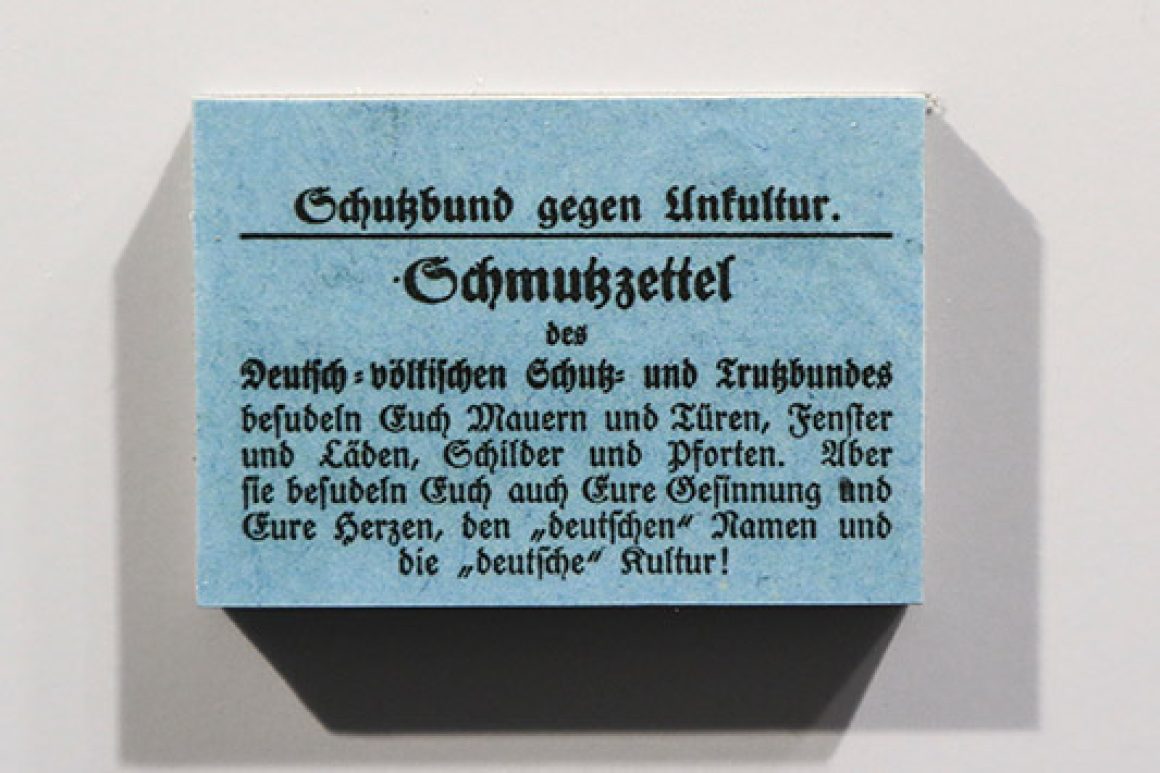 Schutzbund gegen Unkultur.
Schmutzzettel
des
Deutsch-völkischen Schutz- und Trutzbundes
besudeln Euch Mauern und Türen, Fenster
und Läden, Schilder und Pforten. Aber
sie besudeln Euch auch Eure Gesinnung und
Eure Herzen, den „deutschen“ Namen und
die „deutsche“ Kultur!